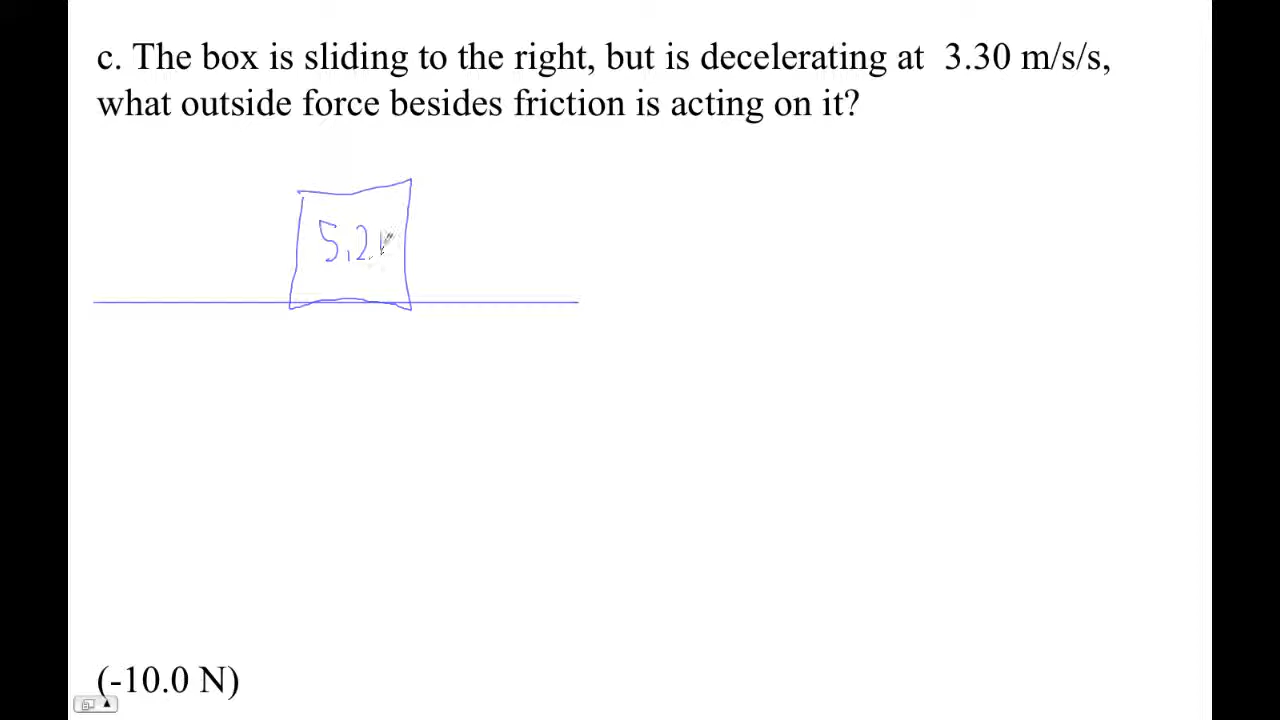 c. The box is sliding to the right, but is decelerating at 3.30 m/s/s,
what outside force besides friction is acting on it?
5.2
(-10.0 N)